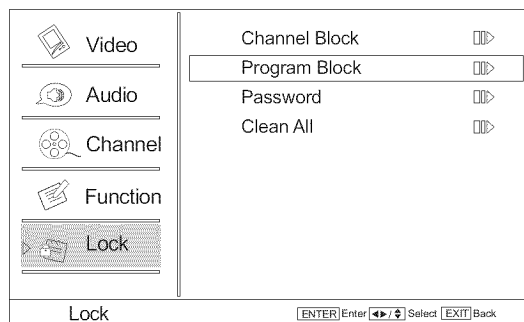 Video
Audio
Channel
Function
Lock
Channel Block
Program Block
Password
Clean All
Lock
ENTER Enter ◀▶/▲▼ Select EXIT Back